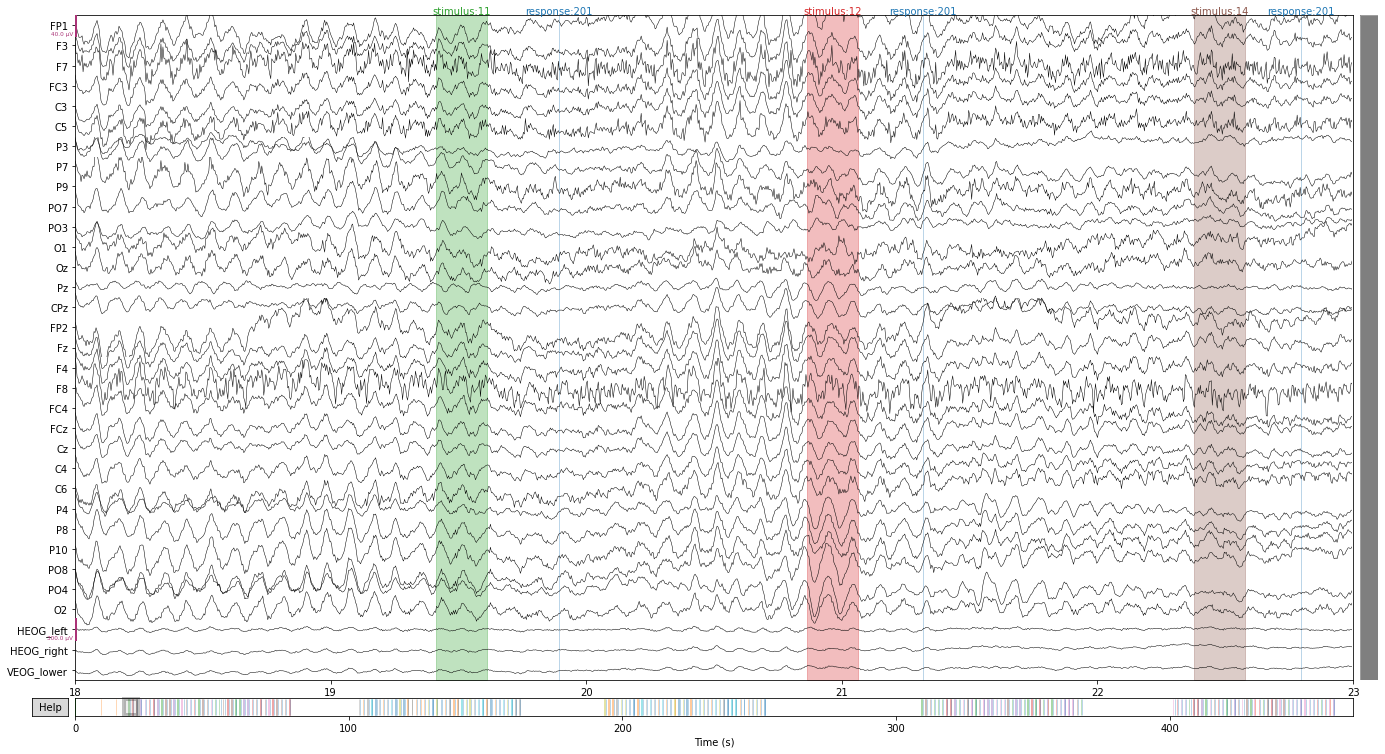 stimulus:11 response:201 stimulus:12 response:201 stimulus:14 response:201
FP1
40.0 µV
F3
F7
FC3
C3
C5
P3
P7
P9
PO7
PO3
O1
Oz
Pz
CPz
FP2
Fz
F4
F8
FC4
FCz
Cz
C4
C6
P4
P8
P10
PO8
PO4
O2
HEOG_left
HEOG_right
VEOG_lower
18 19 20 21 22 23
Help
0 100 200 300 400
Time (s)